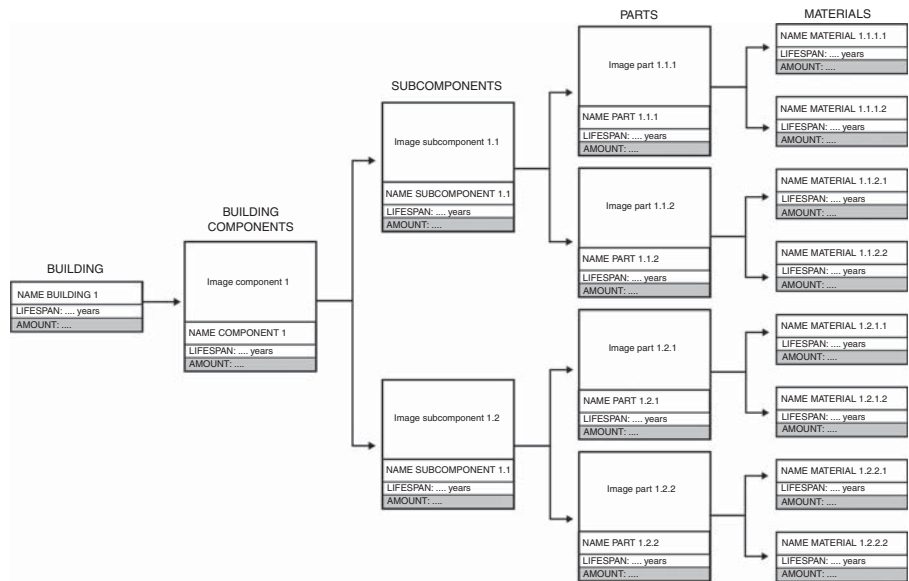 BUILDING
NAME BUILDING 1
LIFESPAN: .... years
AMOUNT: ....
BUILDING
COMPONENTS
Image component 1
NAME COMPONENT 1
LIFESPAN: .... years
AMOUNT: ....
SUBCOMPONENTS
Image subcomponent 1.1
NAME SUBCOMPONENT 1.1
LIFESPAN: .... years
AMOUNT: ....
Image subcomponent 1.2
NAME SUBCOMPONENT 1.1
LIFESPAN: .... years
AMOUNT: ....
PARTS
Image part 1.1.1
NAME PART 1.1.1
LIFESPAN: .... years
AMOUNT: ....
Image part 1.1.2
NAME PART 1.1.2
LIFESPAN: .... years
AMOUNT: ....
Image part 1.2.1
NAME PART 1.2.1
LIFESPAN: .... years
AMOUNT: ....
Image part 1.2.2
NAME PART 1.2.2
LIFESPAN: .... years
AMOUNT: ....
MATERIALS
NAME MATERIAL 1.1.1.1
LIFESPAN: .... years
AMOUNT: ....
NAME MATERIAL 1.1.1.2
LIFESPAN: .... years
AMOUNT: ....
NAME MATERIAL 1.1.2.1
LIFESPAN: .... years
AMOUNT: ....
NAME MATERIAL 1.1.2.2
LIFESPAN: .... years
AMOUNT: ....
NAME MATERIAL 1.2.1.1
LIFESPAN: .... years
AMOUNT: ....
NAME MATERIAL 1.2.1.2
LIFESPAN: .... years
AMOUNT: ....
NAME MATERIAL 1.2.2.1
LIFESPAN: .... years
AMOUNT: ....
NAME MATERIAL 1.2.2.2
LIFESPAN: .... years
AMOUNT: ....